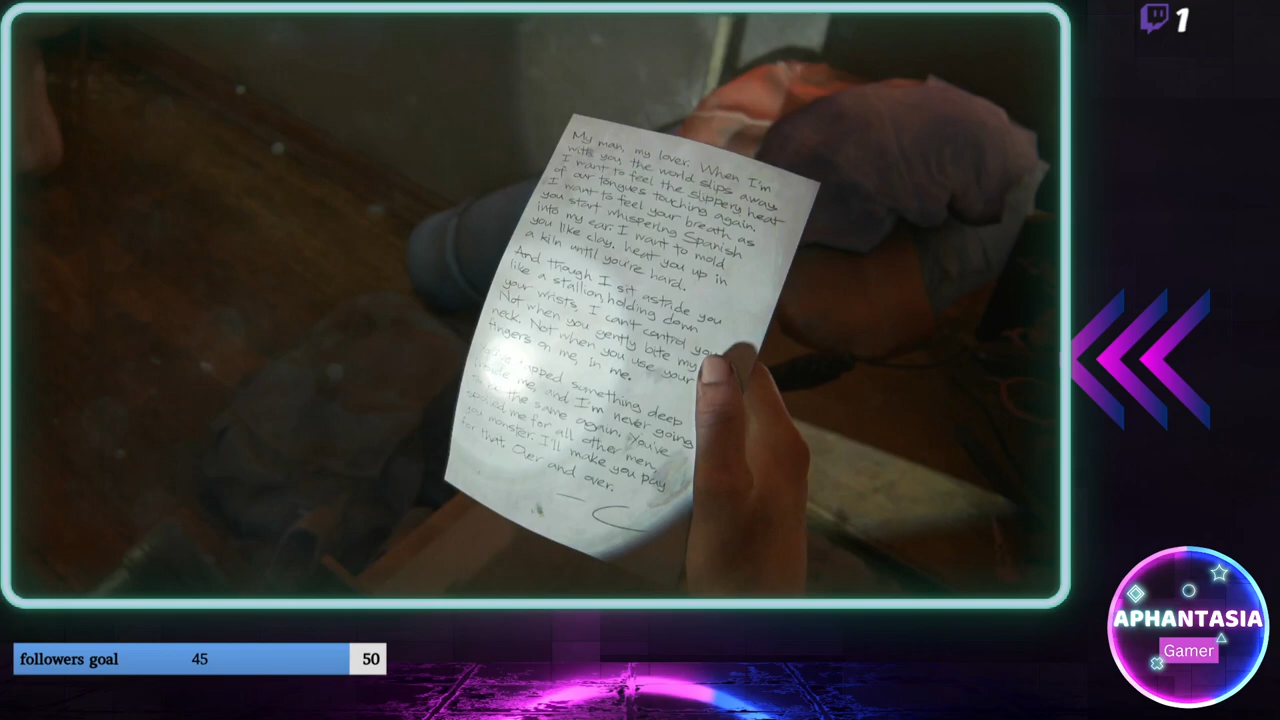 1
My man, my lover. When I'm
with you, the world slips away.
I want to feel the slippery heat
of our tongues touching again.
I want to feel your breath as
you start whispering Spanish
into my ear. I want to mold
you like clay, heat you up in
a kiln until you're hard.
And though I sit astride you
like a stallion, holding down
your wrists, I can't control you
Not when you gently bite my
neck. Not when you use your
fingers on me, in me.
You've tapped something deep
inside me, and I'm never going
to be the same again. You've
spoiled me for all other men,
you monster. I'll make you pay
for that. Over and over.
— C
followers goal 45 50
APHANTASIA
Gamer